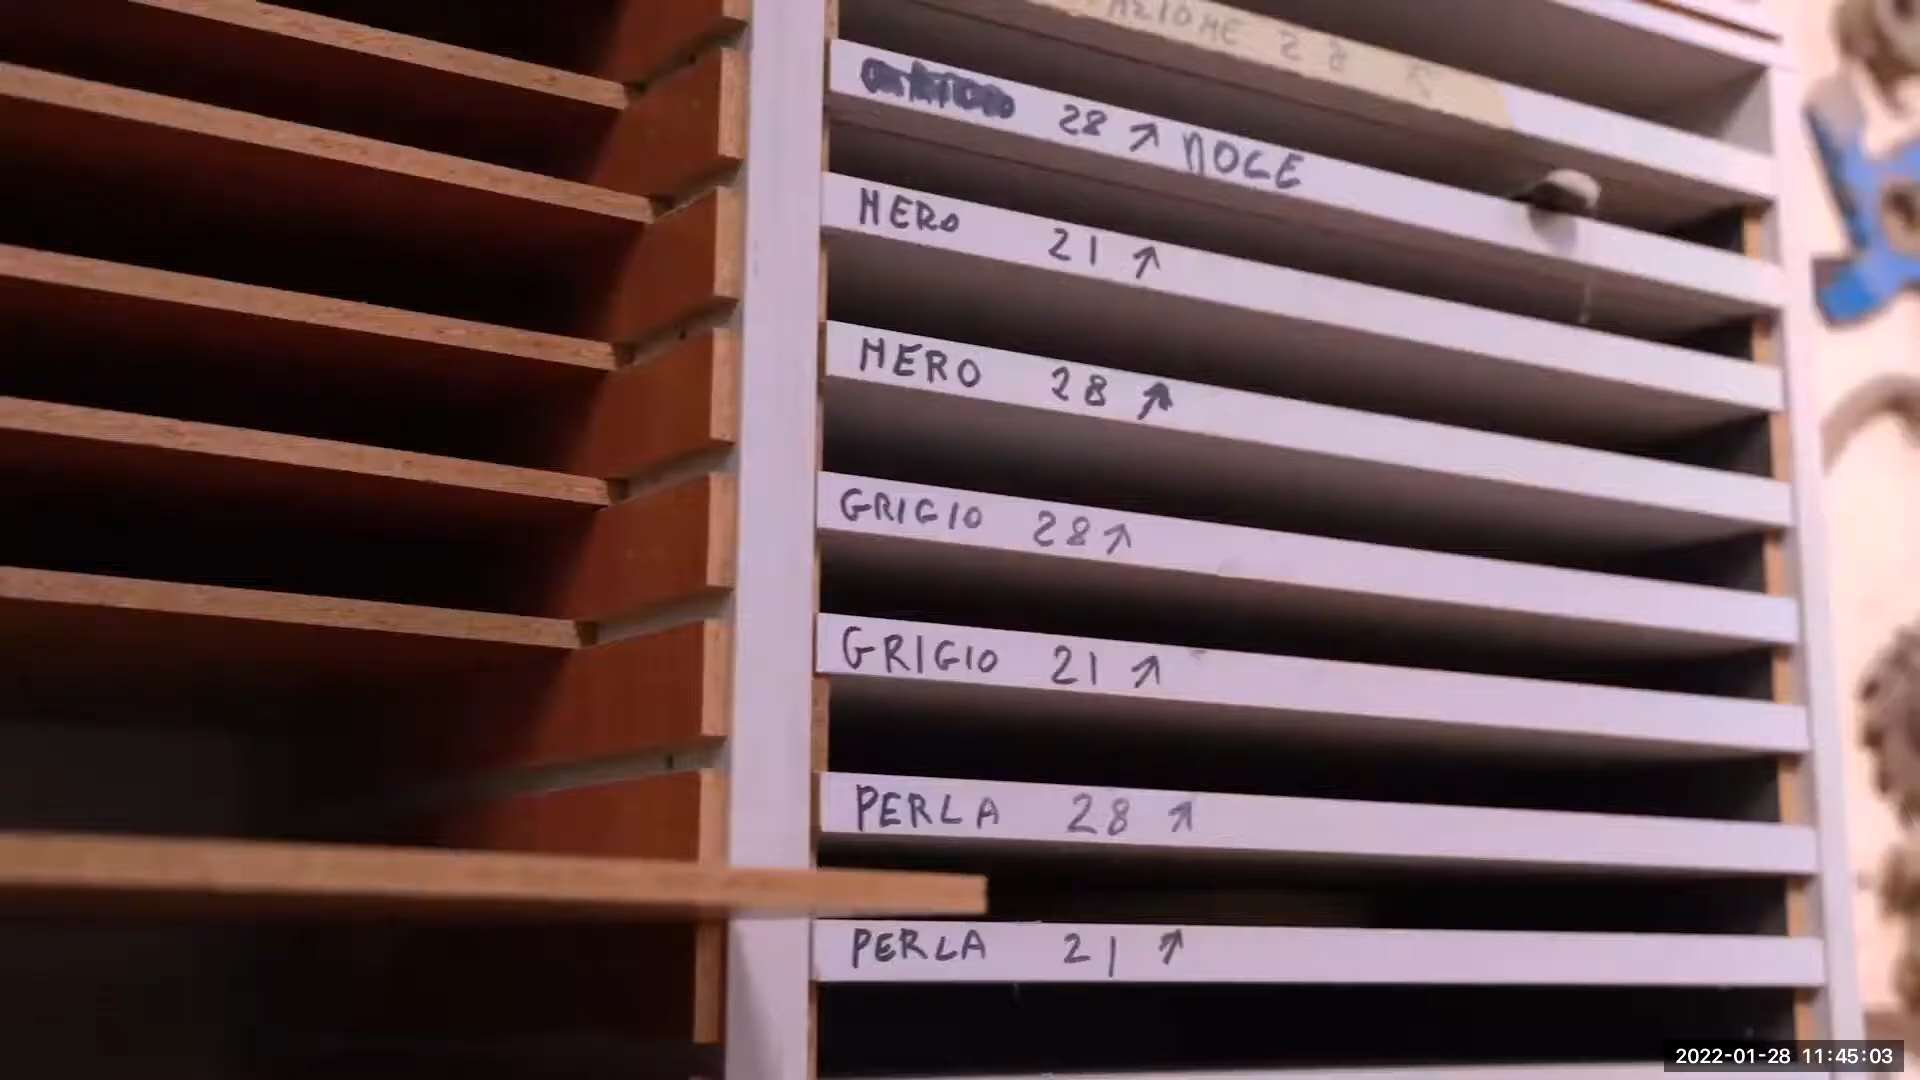 28 ↗ NOCE
NERO 21 ↗
NERO 28 ↗
GRIGIO 28 ↗
GRIGIO 21 ↗
PERLA 28 ↗
PERLA 21 ↗
2022-01-28 11:45:03